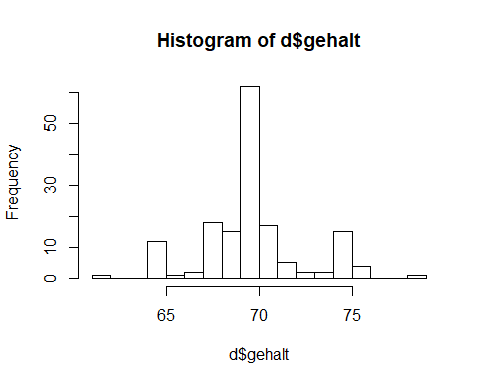 Histogram of d$gehalt
Frequency
50
30
10
0
65 70 75
d$gehalt